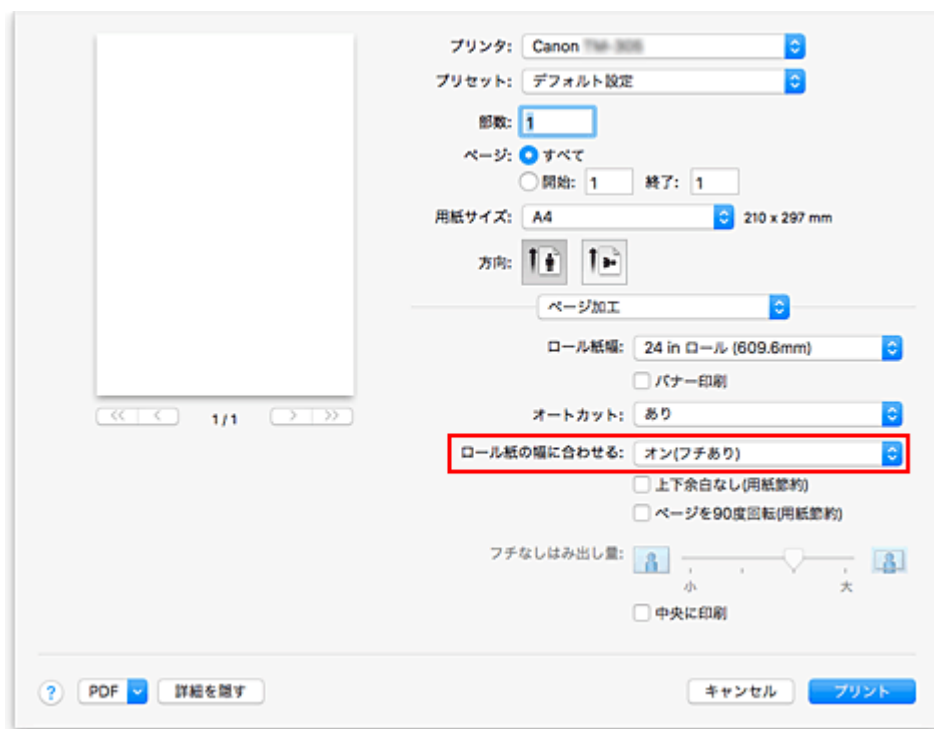 プリンタ: Canon
プリセット: デフォルト設定
部数: 1
ページ: すべて
開始: 1 終了: 1
用紙サイズ: A4 210 x 297 mm
方向:
ページ加工
ロール紙幅: 24 in ロール (609.6mm)
バナー印刷
<< < 1/1 > >>
オートカット: あり
ロール紙の幅に合わせる: オン(フチあり)
上下余白なし(用紙節約)
ページを90度回転(用紙節約)
フチなしはみ出し量:
小 大
中央に印刷
? PDF 詳細を隠す キャンセル プリント